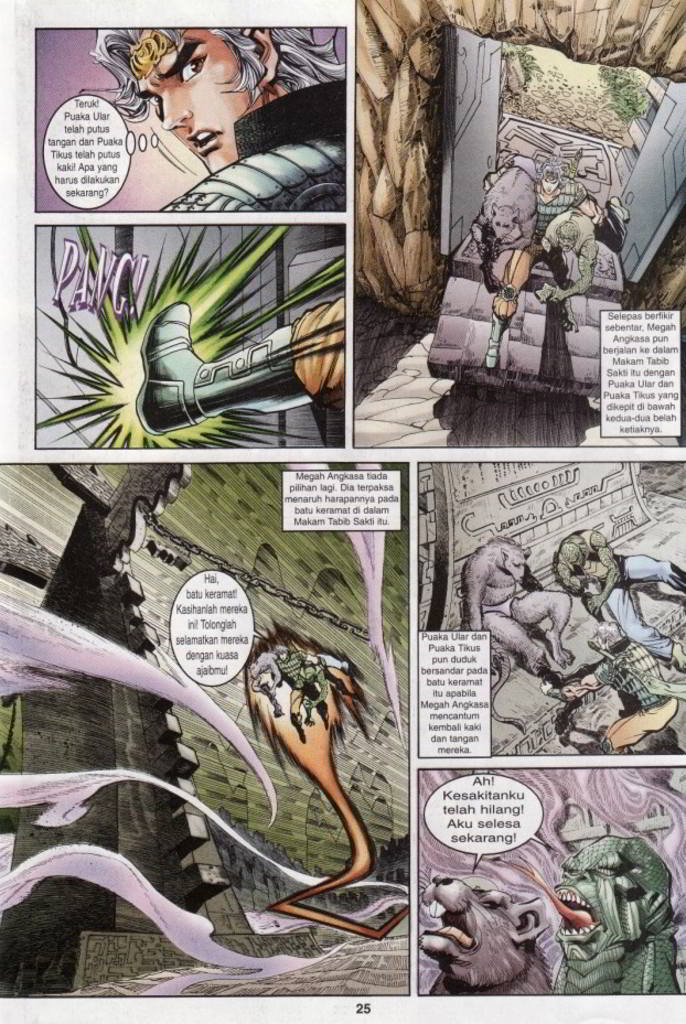 Teruk!
Puaka Ular
telah putus
tangan dan Puaka
Tikus telah putus
kaki! Apa yang
harus dilakukan
sekarang?
PANG!
Selepas berfikir
sebentar, Megah
Angkasa pun
berjalan ke dalam
Makam Tabib
Sakti itu dengan
Puaka Ular dan
Puaka Tikus yang
dikepit di bawah
kedua-dua belah
ketiaknya.
Megah Angkasa tiada
pilihan lagi. Dia terpaksa
menaruh harapannya pada
batu keramat di dalam
Makam Tabib Sakti itu.
Hai,
batu keramat!
Kasihanlah mereka
ini! Tolonglah
selamatkan mereka
dengan kuasa
ajaibmu!
Puaka Ular dan
Puaka Tikus
pun duduk
bersandar pada
batu keramat
itu apabila
Megah Angkasa
mencantum
kembali kaki
dan tangan
mereka.
Ah!
Kesakitanku
telah hilang!
Aku selesa
sekarang!
25